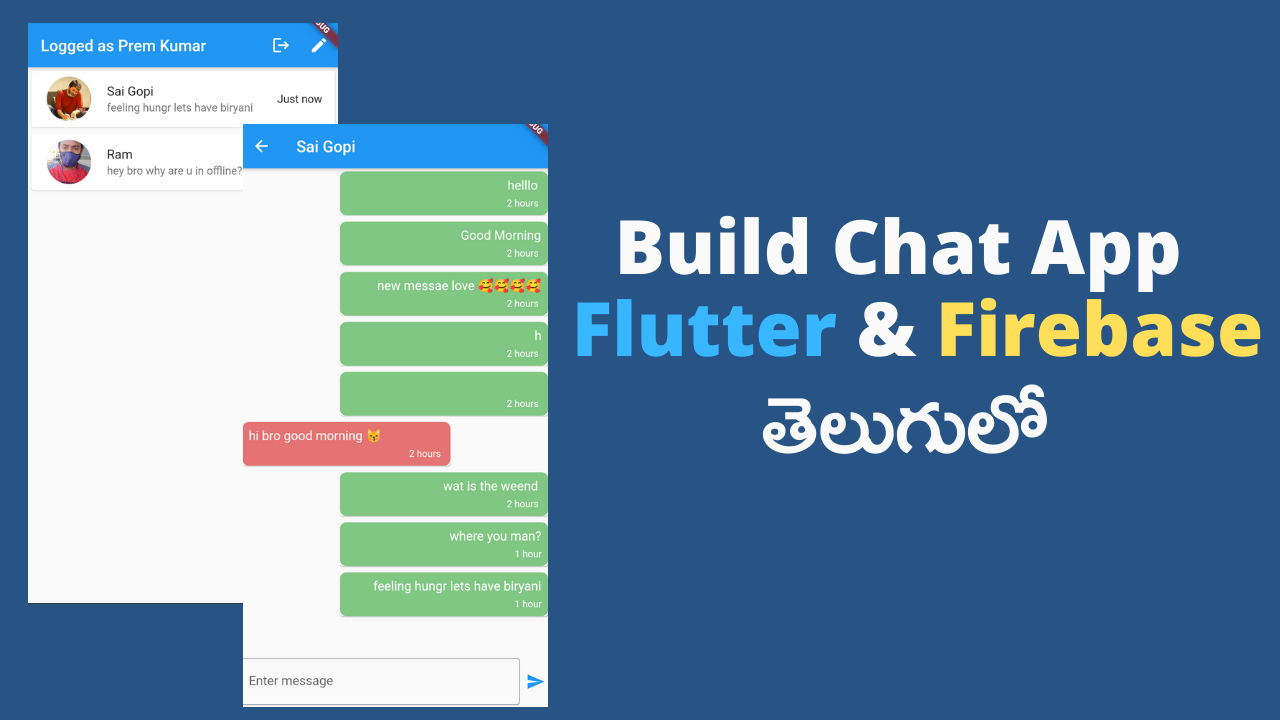 Logged as Prem Kumar
Sai Gopi
feeling hungr lets have biryani
Just now
Ram
hey bro why are u in offline?
Sai Gopi
helllo
2 hours
Good Morning
2 hours
new messae love 🥰🥰🥰🥰
2 hours
h
2 hours
2 hours
hi bro good morning 😽
2 hours
wat is the weend
2 hours
where you man?
1 hour
feeling hungr lets have biryani
1 hour
Enter message
Build Chat App
Flutter & Firebase
తెలుగులో